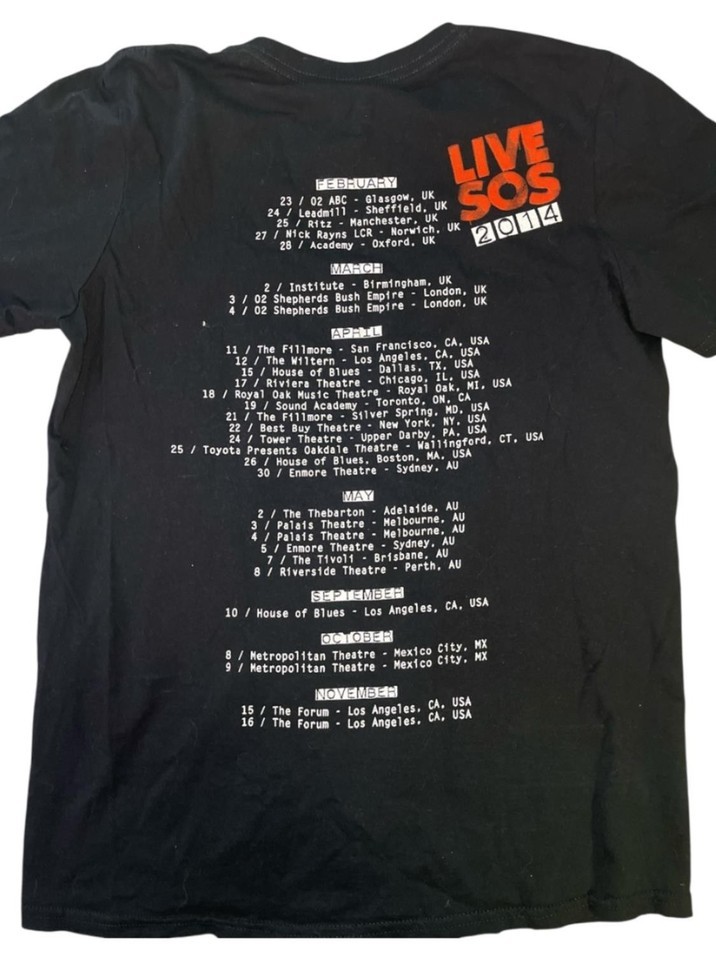 LIVE
SOS
2014
FEBRUARY
23 / O2 ABC - Glasgow, UK
24 / Leadmill - Sheffield, UK
25 / Ritz - Manchester, UK
27 / Nick Rayns LCR - Norwich, UK
28 / Academy - Oxford, UK
MARCH
2 / Institute - Birmingham, UK
3 / O2 Shepherds Bush Empire - London, UK
4 / O2 Shepherds Bush Empire - London, UK
APRIL
11 / The Fillmore - San Francisco, CA, USA
12 / The Wiltern - Los Angeles, CA, USA
15 / House of Blues - Dallas, TX, USA
17 / Riviera Theatre - Chicago, IL, USA
18 / Royal Oak Music Theatre - Royal Oak, MI, USA
19 / Sound Academy - Toronto, ON, CA
21 / The Fillmore - Silver Spring, MD, USA
22 / Best Buy Theatre - New York, NY, USA
24 / Tower Theatre - Upper Darby, PA, USA
25 / Toyota Presents Oakdale Theatre - Wallingford, CT, USA
26 / House of Blues, Boston, MA, USA
30 / Enmore Theatre - Sydney, AU
MAY
2 / The Thebarton - Adelaide, AU
3 / Palais Theatre - Melbourne, AU
4 / Palais Theatre - Melbourne, AU
5 / Enmore Theatre - Sydney, AU
7 / The Tivoli - Brisbane, AU
8 / Riverside Theatre - Perth, AU
SEPTEMBER
10 / House of Blues - Los Angeles, CA, USA
OCTOBER
8 / Metropolitan Theatre - Mexico City, MX
9 / Metropolitan Theatre - Mexico City, MX
NOVEMBER
15 / The Forum - Los Angeles, CA, USA
16 / The Forum - Los Angeles, CA, USA